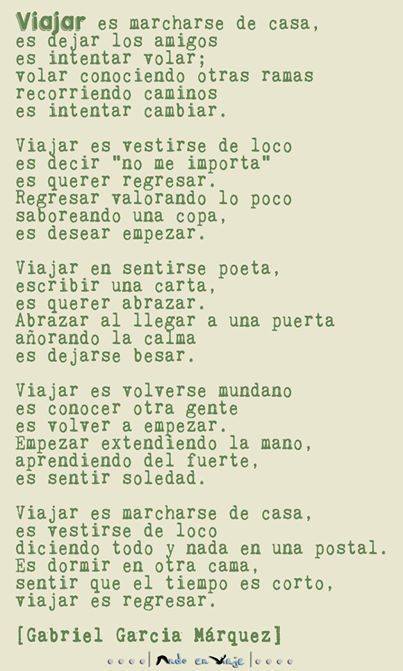 Viajar es marcharse de casa,
es dejar los amigos
es intentar volar;
volar conociendo otras ramas
recorriendo caminos
es intentar cambiar.
Viajar es vestirse de loco
es decir "no me importa"
es querer regresar.
Regresar valorando lo poco
saboreando una copa,
es desear empezar.
Viajar en sentirse poeta,
escribir una carta,
es querer abrazar.
Abrazar al llegar a una puerta
añorando la calma
es dejarse besar.
Viajar es volverse mundano
es conocer otra gente
es volver a empezar.
Empezar extendiendo la mano,
aprendiendo del fuerte,
es sentir soledad.
Viajar es marcharse de casa,
es vestirse de loco
diciendo todo y nada en una postal.
Es dormir en otra cama,
sentir que el tiempo es corto,
viajar es regresar.
[Gabriel Garcia Márquez]
Nado en Viaje